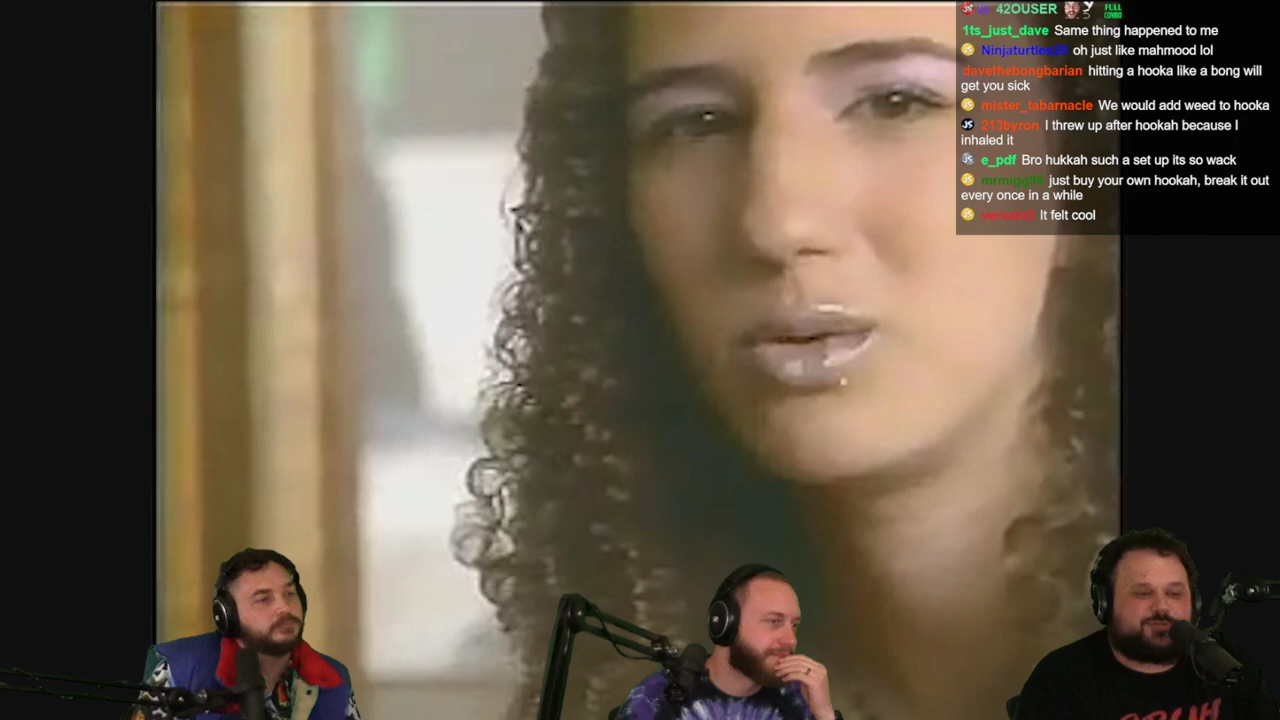 42OUSER FULL COMBO
1ts_just_dave Same thing happened to me
oh just like mahmood lol
davethebongbarian hitting a hooka like a bong will
get you sick
mister_tabarnacle We would add weed to hooka
213byron I threw up after hookah because I
inhaled it
e_pdf Bro hukkah such a set up its so wack
just buy your own hookah, break it out
every once in a while
It felt cool